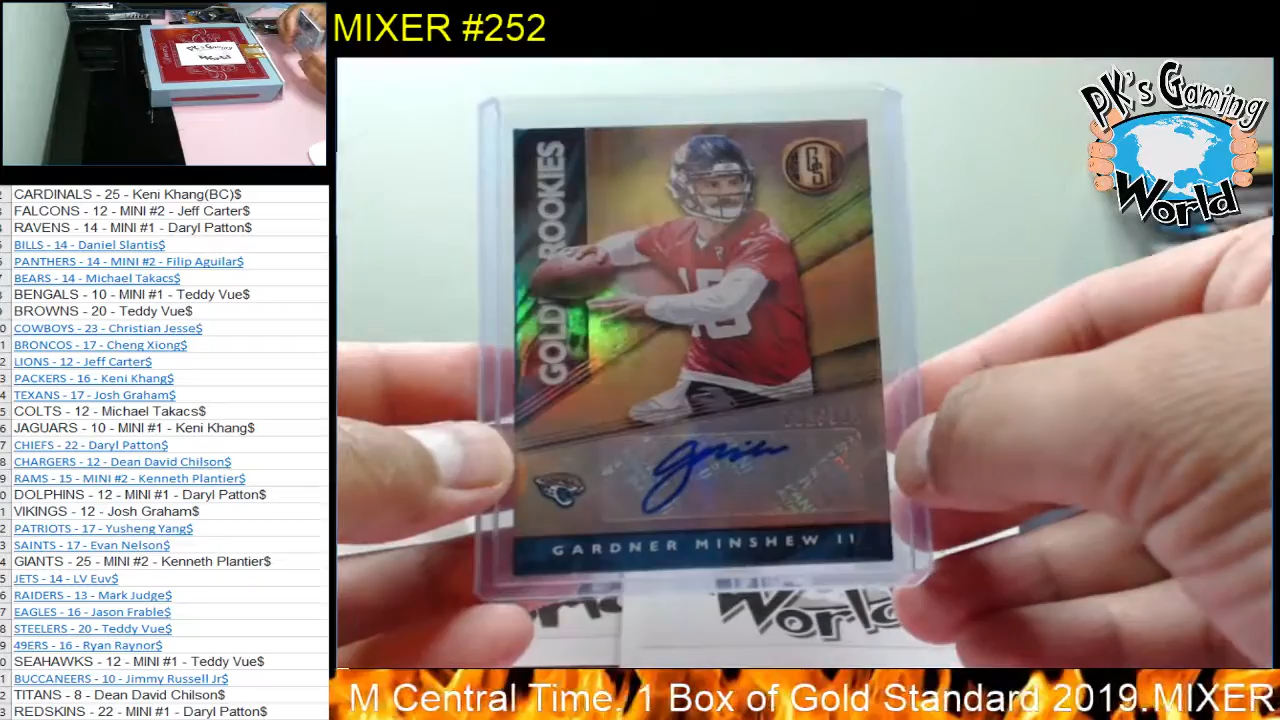 MIXER #252
PK's Gaming
World
CARDINALS - 25 - Keni Khang(BC)$
FALCONS - 12 - MINI #2 - Jeff Carter$
RAVENS - 14 - MINI #1 - Daryl Patton$
BILLS - 14 - Daniel Slantis$
PANTHERS - 14 - MINI #2 - Filip Aguilar$
BEARS - 14 - Michael Takacs$
BENGALS - 10 - MINI #1 - Teddy Vue$
BROWNS - 20 - Teddy Vue$
COWBOYS - 23 - Christian Jesse$
BRONCOS - 17 - Cheng Xiong$
LIONS - 12 - Jeff Carter$
PACKERS - 16 - Keni Khang$
TEXANS - 17 - Josh Graham$
COLTS - 12 - Michael Takacs$
JAGUARS - 10 - MINI #1 - Keni Khang$
CHIEFS - 22 - Daryl Patton$
CHARGERS - 12 - Dean David Chilson$
RAMS - 15 - MINI #2 - Kenneth Plantier$
DOLPHINS - 12 - MINI #1 - Daryl Patton$
VIKINGS - 12 - Josh Graham$
PATRIOTS - 17 - Yusheng Yang$
SAINTS - 17 - Evan Nelson$
GIANTS - 25 - MINI #2 - Kenneth Plantier$
JETS - 14 - LV Euv$
RAIDERS - 13 - Mark Judge$
EAGLES - 16 - Jason Frable$
STEELERS - 20 - Teddy Vue$
49ERS - 16 - Ryan Raynor$
SEAHAWKS - 12 - MINI #1 - Teddy Vue$
BUCCANEERS - 10 - Jimmy Russell Jr$
TITANS - 8 - Dean David Chilson$
REDSKINS - 22 - MINI #1 - Daryl Patton$
GOLD ROOKIES
GS
GARDNER MINSHEW II
World
M Central Time. 1 Box of Gold Standard 2019.MIXER